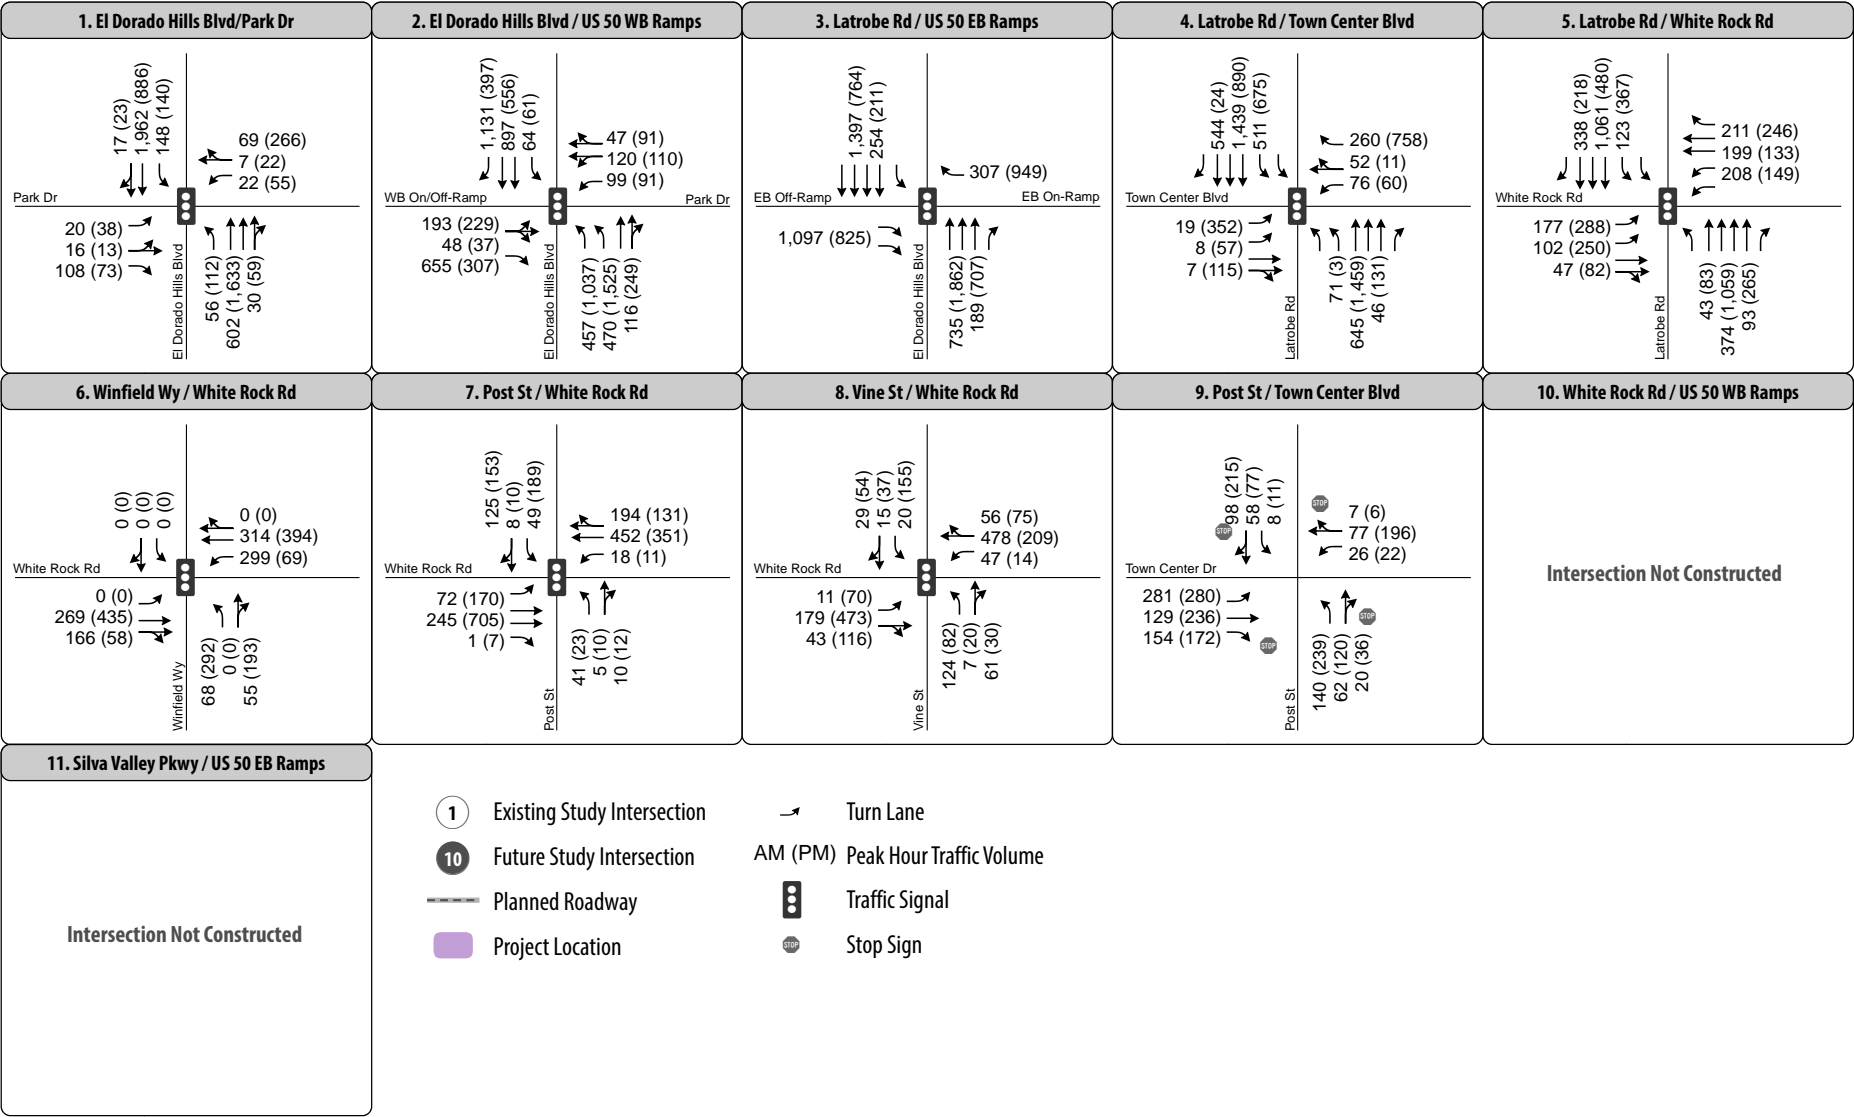 1. El Dorado Hills Blvd/Park Dr
17 (23)
1,962 (886)
148 (140)
69 (266)
7 (22)
22 (55)
Park Dr
20 (38)
16 (13)
108 (73)
El Dorado Hills Blvd
56 (112)
602 (1,633)
30 (59)
2. El Dorado Hills Blvd / US 50 WB Ramps
1,131 (397)
897 (556)
64 (61)
47 (91)
120 (110)
99 (91)
WB On/Off-Ramp
Park Dr
193 (229)
48 (37)
655 (307)
El Dorado Hills Blvd
457 (1,037)
470 (1,525)
116 (249)
3. Latrobe Rd / US 50 EB Ramps
1,397 (764)
254 (211)
307 (949)
EB Off-Ramp
EB On-Ramp
1,097 (825)
El Dorado Hills Blvd
735 (1,862)
189 (707)
4. Latrobe Rd / Town Center Blvd
544 (24)
1,439 (890)
511 (675)
260 (758)
52 (11)
76 (60)
Town Center Blvd
19 (352)
8 (57)
7 (115)
Latrobe Rd
71 (3)
645 (1,459)
46 (131)
5. Latrobe Rd / White Rock Rd
338 (218)
1,061 (480)
123 (367)
211 (246)
199 (133)
208 (149)
White Rock Rd
177 (288)
102 (250)
47 (82)
Latrobe Rd
43 (83)
374 (1,059)
93 (265)
6. Winfield Wy / White Rock Rd
0 (0)
0 (0)
0 (0)
0 (0)
314 (394)
299 (69)
White Rock Rd
0 (0)
269 (435)
166 (58)
Winfield Wy
68 (292)
0 (0)
55 (193)
7. Post St / White Rock Rd
125 (153)
8 (10)
49 (189)
194 (131)
452 (351)
18 (11)
White Rock Rd
72 (170)
245 (705)
1 (7)
Post St
41 (23)
5 (10)
10 (12)
8. Vine St / White Rock Rd
29 (54)
15 (37)
20 (155)
56 (75)
478 (209)
47 (14)
White Rock Rd
11 (70)
179 (473)
43 (116)
Vine St
124 (82)
7 (20)
61 (30)
9. Post St / Town Center Blvd
98 (215)
58 (77)
8 (11)
STOP
STOP
7 (6)
77 (196)
26 (22)
Town Center Dr
281 (280)
129 (236)
154 (172)
STOP
STOP
Post St
140 (239)
62 (120)
20 (36)
10. White Rock Rd / US 50 WB Ramps
Intersection Not Constructed
11. Silva Valley Pkwy / US 50 EB Ramps
Intersection Not Constructed
1 Existing Study Intersection
10 Future Study Intersection
Planned Roadway
Project Location
Turn Lane
AM (PM) Peak Hour Traffic Volume
Traffic Signal
STOP Stop Sign